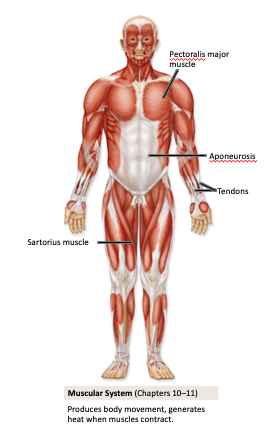 Pectoralis major
muscle
Aponeurosis
Tendons
Sartorius muscle
Muscular System (Chapters 10–11)
Produces body movement, generates
heat when muscles contract.